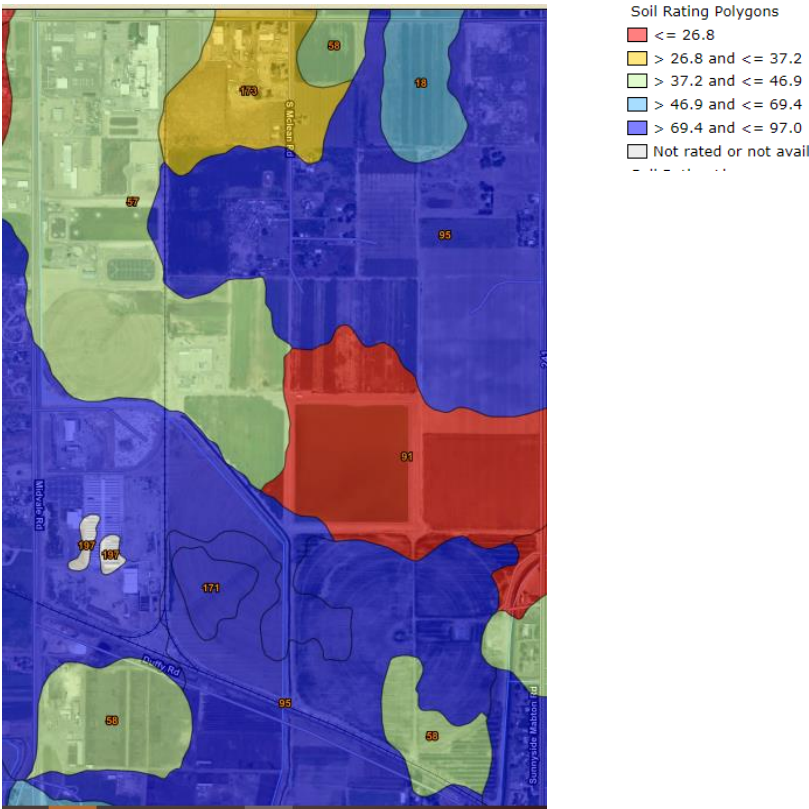 Soil Rating Polygons
<= 26.8
> 26.8 and <= 37.2
> 37.2 and <= 46.9
> 46.9 and <= 69.4
> 69.4 and <= 97.0
Not rated or not avail
58
18
173
S Mclean Rd
57
95
91
Midvale Rd
197
197
171
Duffy Rd
95
58
58
Sunnyside Mabton Rd